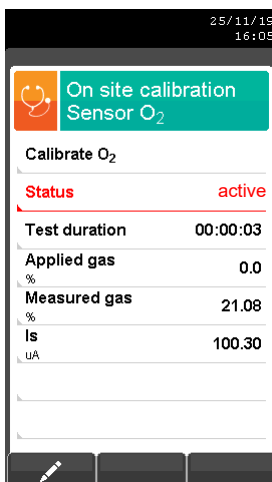 25/11/19
16:05
On site calibration
Sensor O₂
Calibrate O₂
Status active
Test duration 00:00:03
Applied gas
% 0.0
Measured gas
% 21.08
Is
uA 100.30